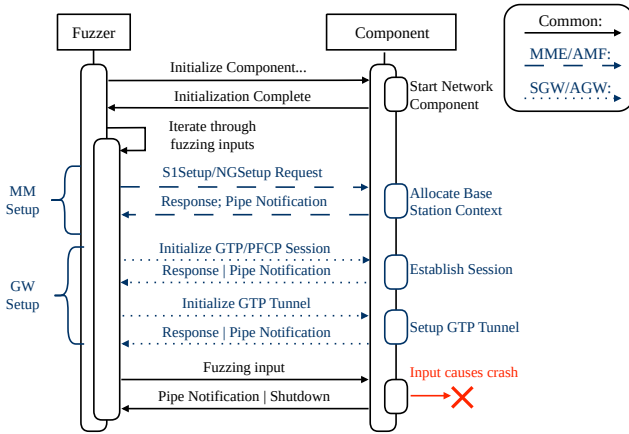 Fuzzer
Component
Common:
MME/AMF:
SGW/AGW:
Initialize Component...
Start Network
Component
Initialization Complete
Iterate through
fuzzing inputs
MM
Setup
S1Setup/NGSetup Request
Response; Pipe Notification
Allocate Base
Station Context
GW
Setup
Initialize GTP/PFCP Session
Response | Pipe Notification
Establish Session
Initialize GTP Tunnel
Response | Pipe Notification
Setup GTP Tunnel
Fuzzing input
Input causes crash
Pipe Notification | Shutdown